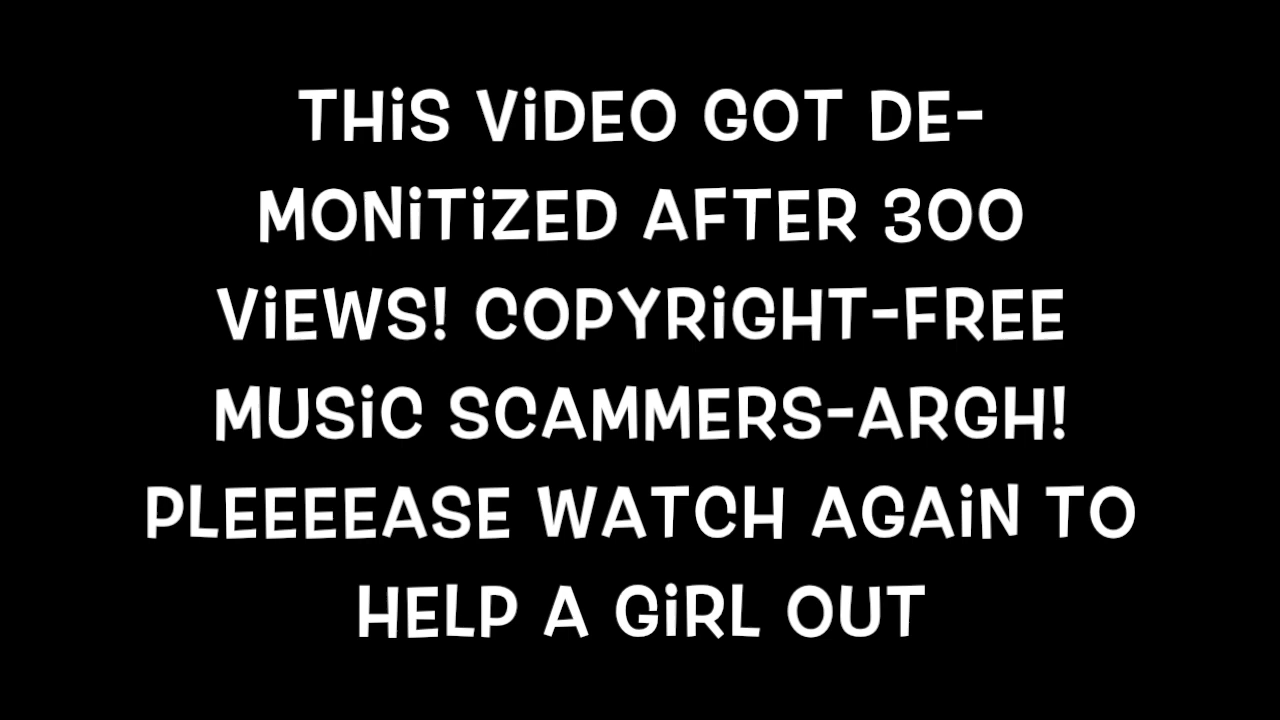 THiS ViDEO GOT DE-
MONiTiZED AFTER 300
ViEWS! COPYRiGHT-FREE
MUSiC SCAMMERS-ARGH!
PLEEEEASE WATCH AGAiN TO
HELP A GiRL OUT